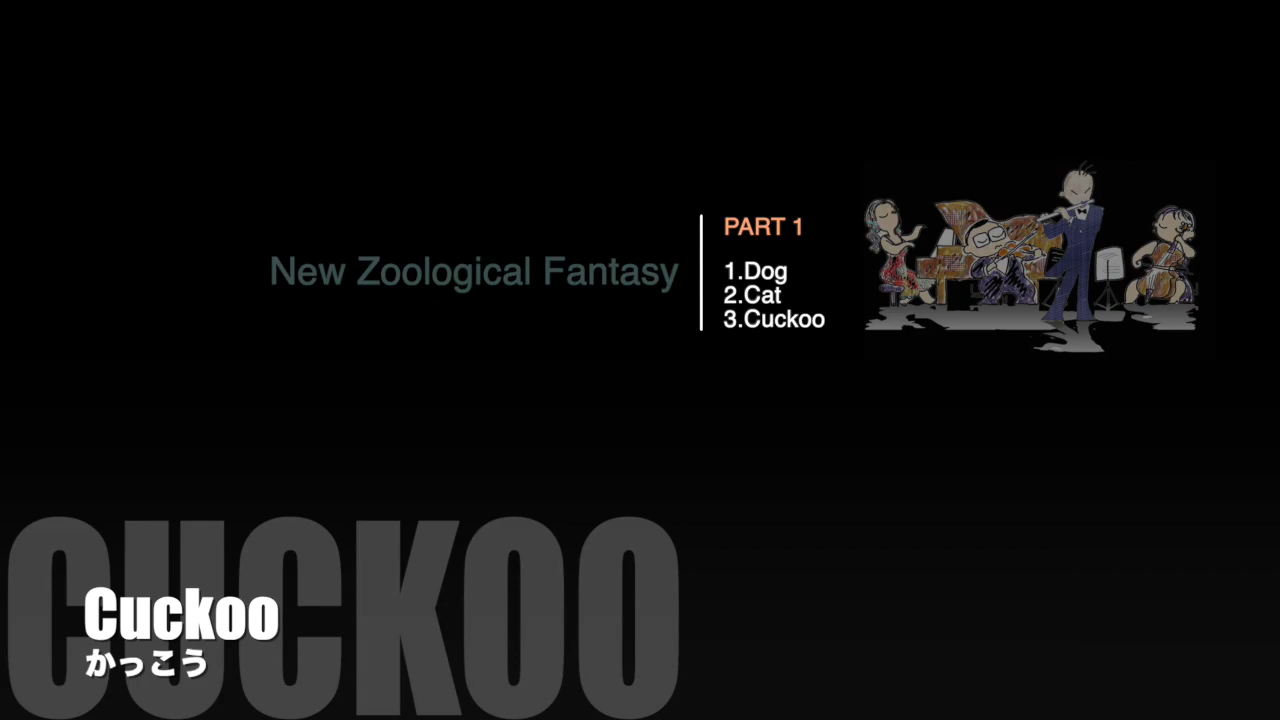 New Zoological Fantasy
PART 1
1.Dog
2.Cat
3.Cuckoo
CUCKOO
Cuckoo
かっこう